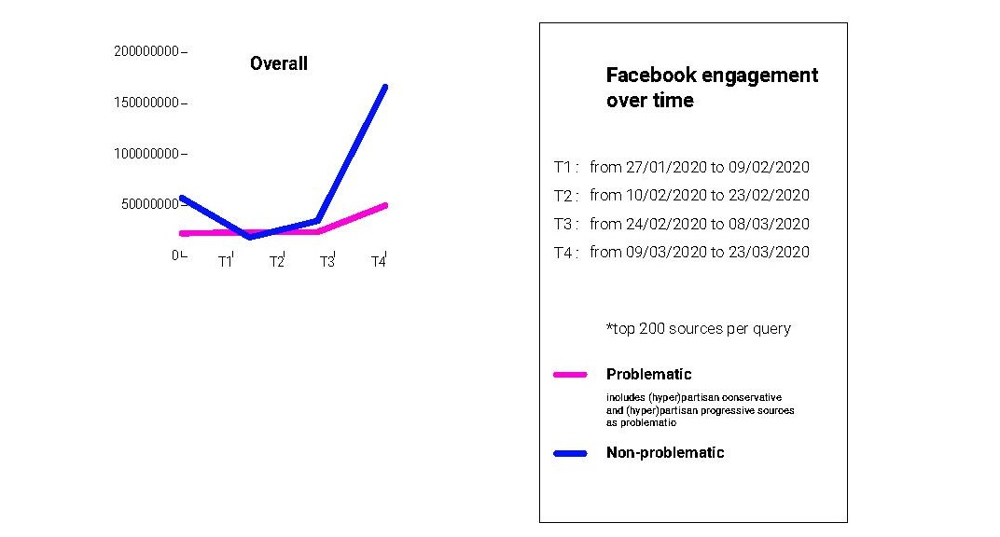 200000000
Overall
150000000
100000000
50000000
0
T1 T2 T3 T4
Facebook engagement
over time
T1 : from 27/01/2020 to 09/02/2020
T2 : from 10/02/2020 to 23/02/2020
T3 : from 24/02/2020 to 08/03/2020
T4 : from 09/03/2020 to 23/03/2020
*top 200 sources per query
Problematic
includes (hyper)partisan conservative
and (hyper)partisan progressive sources
as problematic
Non-problematic